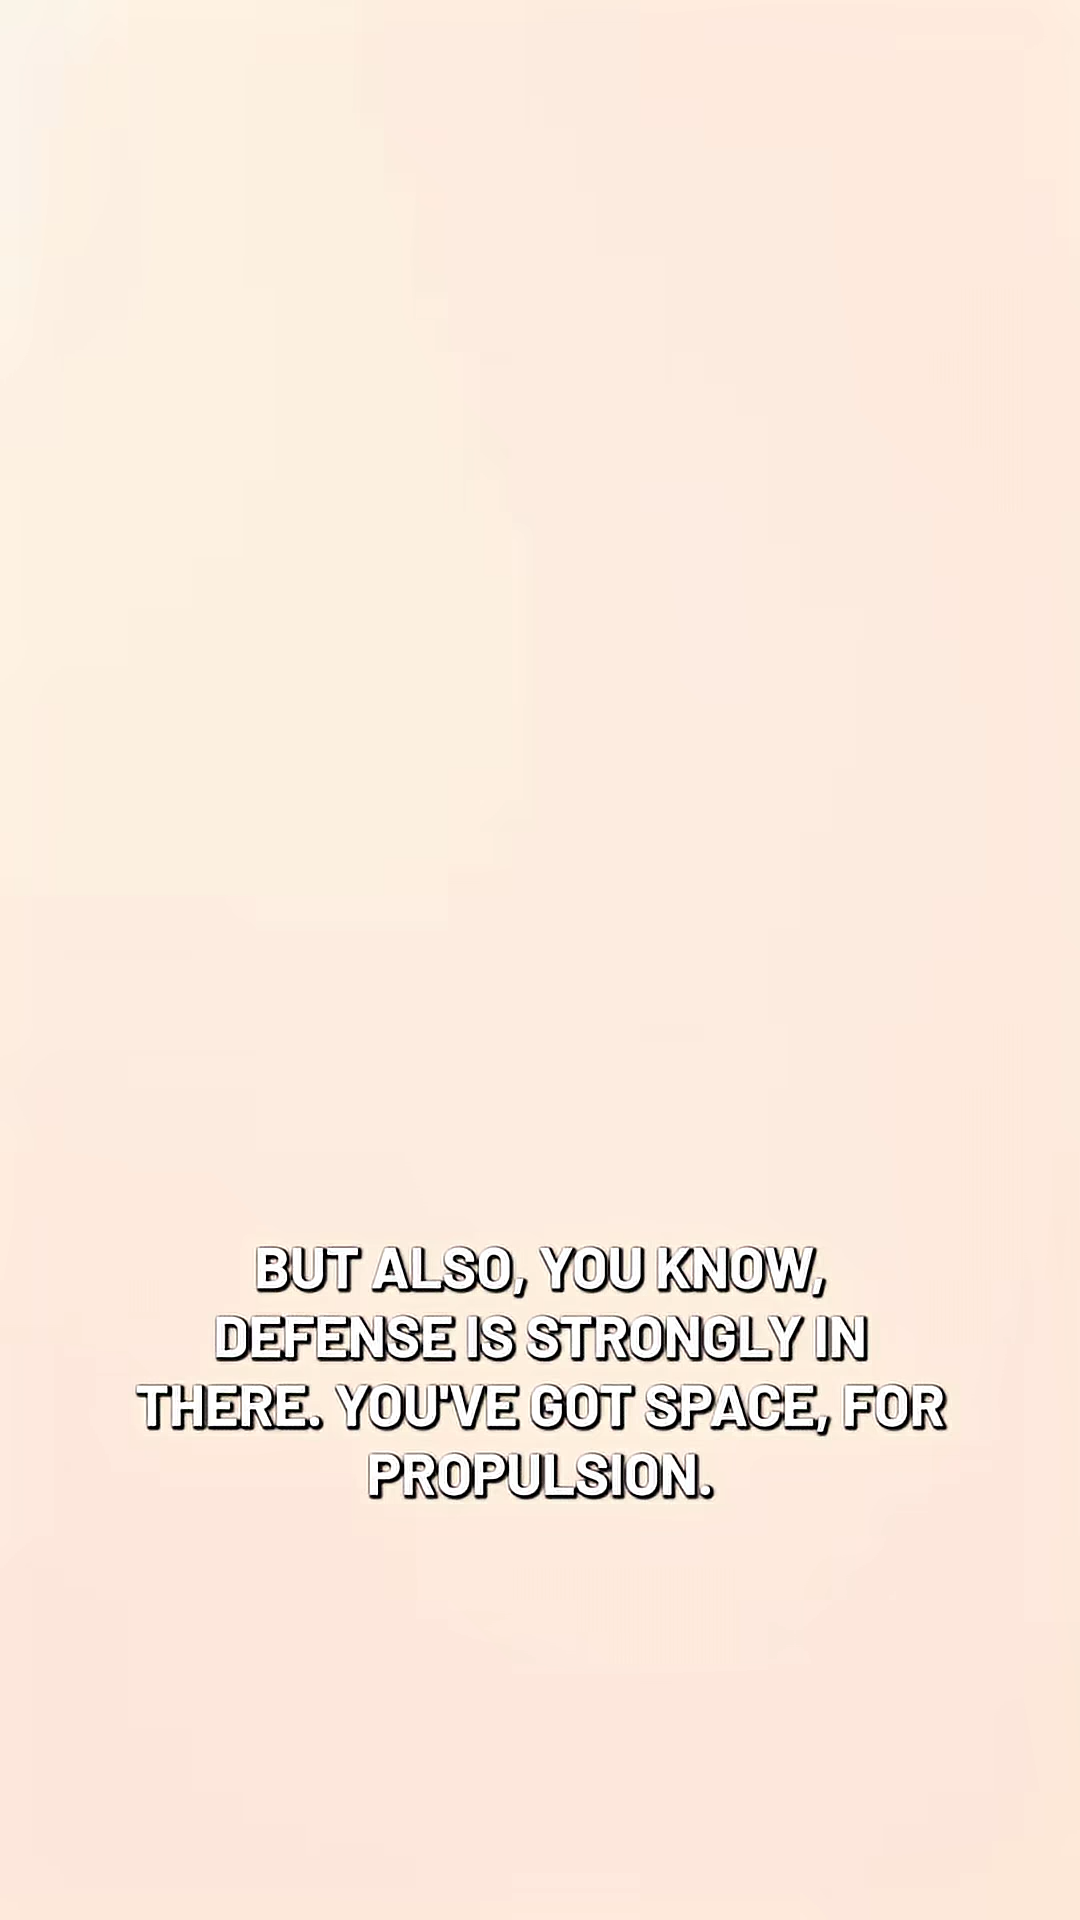 BUT ALSO, YOU KNOW,
DEFENSE IS STRONGLY IN
THERE. YOU'VE GOT SPACE, FOR
PROPULSION.